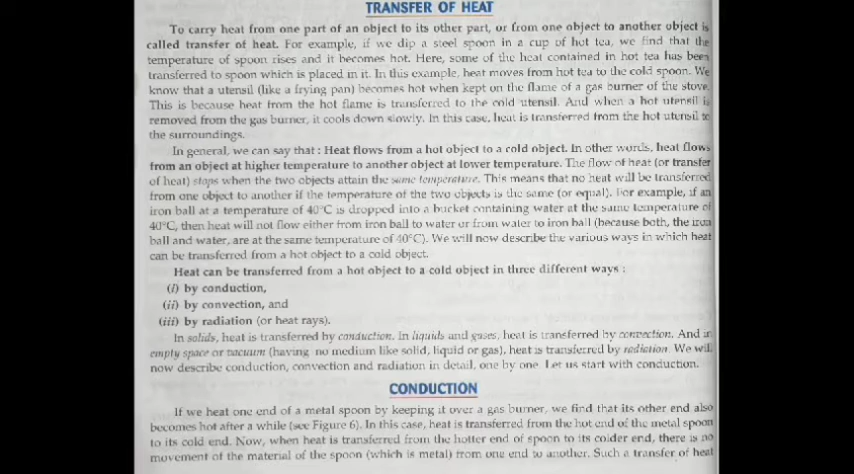 TRANSFER OF HEAT
To carry heat from one part of an object to its other part, or from one object to another object is
called transfer of heat. For example, if we dip a steel spoon in a cup of hot tea, we find that the
temperature of spoon rises and it becomes hot. Here, some of the heat contained in hot tea has been
transferred to spoon which is placed in it. In this example, heat moves from hot tea to the cold spoon. We
know that a utensil (like a frying pan) becomes hot when kept on the flame of a gas burner of the stove.
This is because heat from the hot flame is transferred to the cold utensil. And when a hot utensil is
removed from the gas burner, it cools down slowly. In this case, heat is transferred from the hot utensil to
the surroundings.
In general, we can say that : Heat flows from a hot object to a cold object. In other words, heat flows
from an object at higher temperature to another object at lower temperature. The flow of heat (or transfer
of heat) stops when the two objects attain the same temperature. This means that no heat will be transferred
from one object to another if the temperature of the two objects is the same (or equal). For example, if an
iron ball at a temperature of 40°C is dropped into a bucket containing water at the same temperature of
40°C, then heat will not flow either from iron ball to water or from water to iron ball (because both, the iron
ball and water, are at the same temperature of 40°C). We will now describe the various ways in which heat
can be transferred from a hot object to a cold object.
Heat can be transferred from a hot object to a cold object in three different ways :
(i) by conduction,
(ii) by convection, and
(iii) by radiation (or heat rays).
In solids, heat is transferred by conduction. In liquids and gases, heat is transferred by convection. And in
empty space or vacuum (having no medium like solid, liquid or gas), heat is transferred by radiation. We will
now describe conduction, convection and radiation in detail, one by one. Let us start with conduction.
CONDUCTION
If we heat one end of a metal spoon by keeping it over a gas burner, we find that its other end also
becomes hot after a while (see Figure 6). In this case, heat is transferred from the hot end of the metal spoon
to its cold end. Now, when heat is transferred from the hotter end of spoon to its colder end, there is no
movement of the material of the spoon (which is metal) from one end to another. Such a transfer of heat